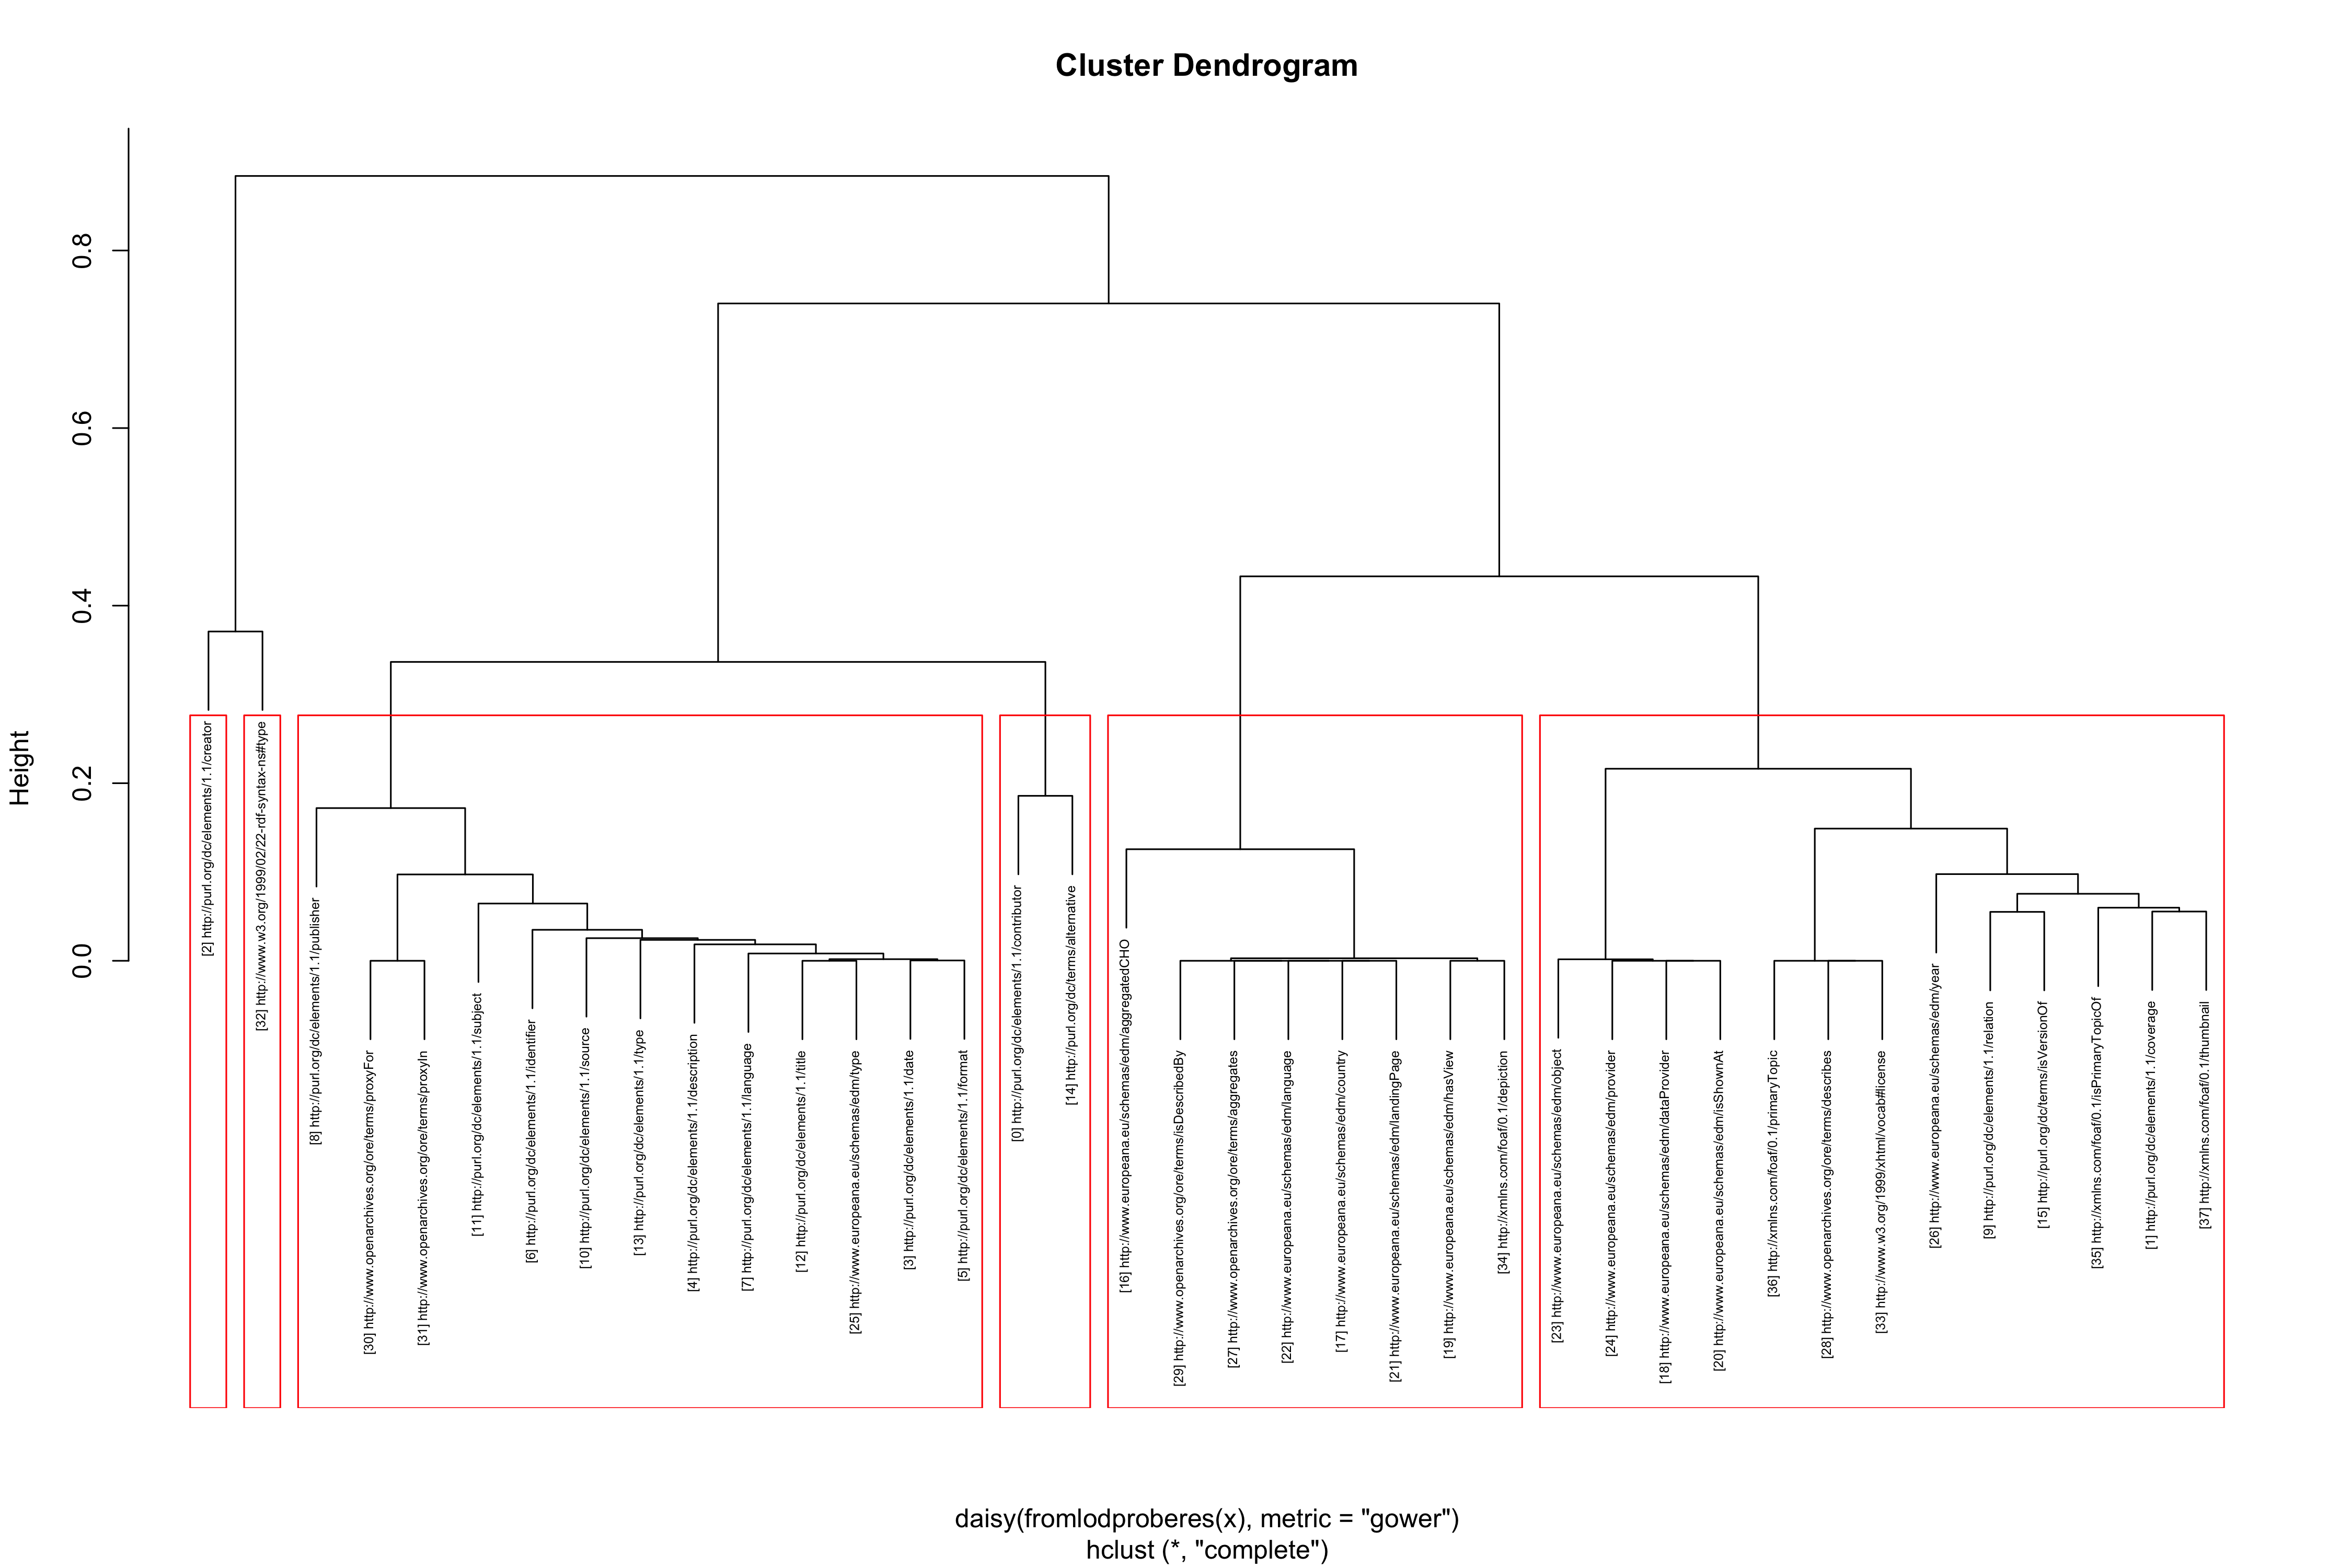 Cluster Dendrogram
Height
0.0
0.2
0.4
0.6
0.8
[2] http://purl.org/dc/elements/1.1/creator
[32] http://www.w3.org/1999/02/22-rdf-syntax-ns#type
[8] http://purl.org/dc/elements/1.1/publisher
[30] http://www.openarchives.org/ore/terms/proxyFor
[31] http://www.openarchives.org/ore/terms/proxyIn
[11] http://purl.org/dc/elements/1.1/subject
[6] http://purl.org/dc/elements/1.1/identifier
[10] http://purl.org/dc/elements/1.1/source
[13] http://purl.org/dc/elements/1.1/type
[4] http://purl.org/dc/elements/1.1/description
[7] http://purl.org/dc/elements/1.1/language
[12] http://purl.org/dc/elements/1.1/title
[25] http://www.europeana.eu/schemas/edm/type
[3] http://purl.org/dc/elements/1.1/date
[5] http://purl.org/dc/elements/1.1/format
[0] http://purl.org/dc/elements/1.1/contributor
[14] http://purl.org/dc/terms/alternative
[16] http://www.europeana.eu/schemas/edm/aggregatedCHO
[29] http://www.openarchives.org/ore/terms/isDescribedBy
[27] http://www.openarchives.org/ore/terms/aggregates
[22] http://www.europeana.eu/schemas/edm/language
[17] http://www.europeana.eu/schemas/edm/country
[21] http://www.europeana.eu/schemas/edm/landingPage
[19] http://www.europeana.eu/schemas/edm/hasView
[34] http://xmlns.com/foaf/0.1/depiction
[23] http://www.europeana.eu/schemas/edm/object
[24] http://www.europeana.eu/schemas/edm/provider
[18] http://www.europeana.eu/schemas/edm/dataProvider
[20] http://www.europeana.eu/schemas/edm/isShownAt
[36] http://xmlns.com/foaf/0.1/primaryTopic
[28] http://www.openarchives.org/ore/terms/describes
[33] http://www.w3.org/1999/xhtml/vocab#license
[26] http://www.europeana.eu/schemas/edm/year
[9] http://purl.org/dc/elements/1.1/relation
[15] http://purl.org/dc/terms/isVersionOf
[35] http://xmlns.com/foaf/0.1/isPrimaryTopicOf
[1] http://purl.org/dc/elements/1.1/coverage
[37] http://xmlns.com/foaf/0.1/thumbnail
daisy(fromlodproberes(x), metric = "gower")
hclust (*, "complete")